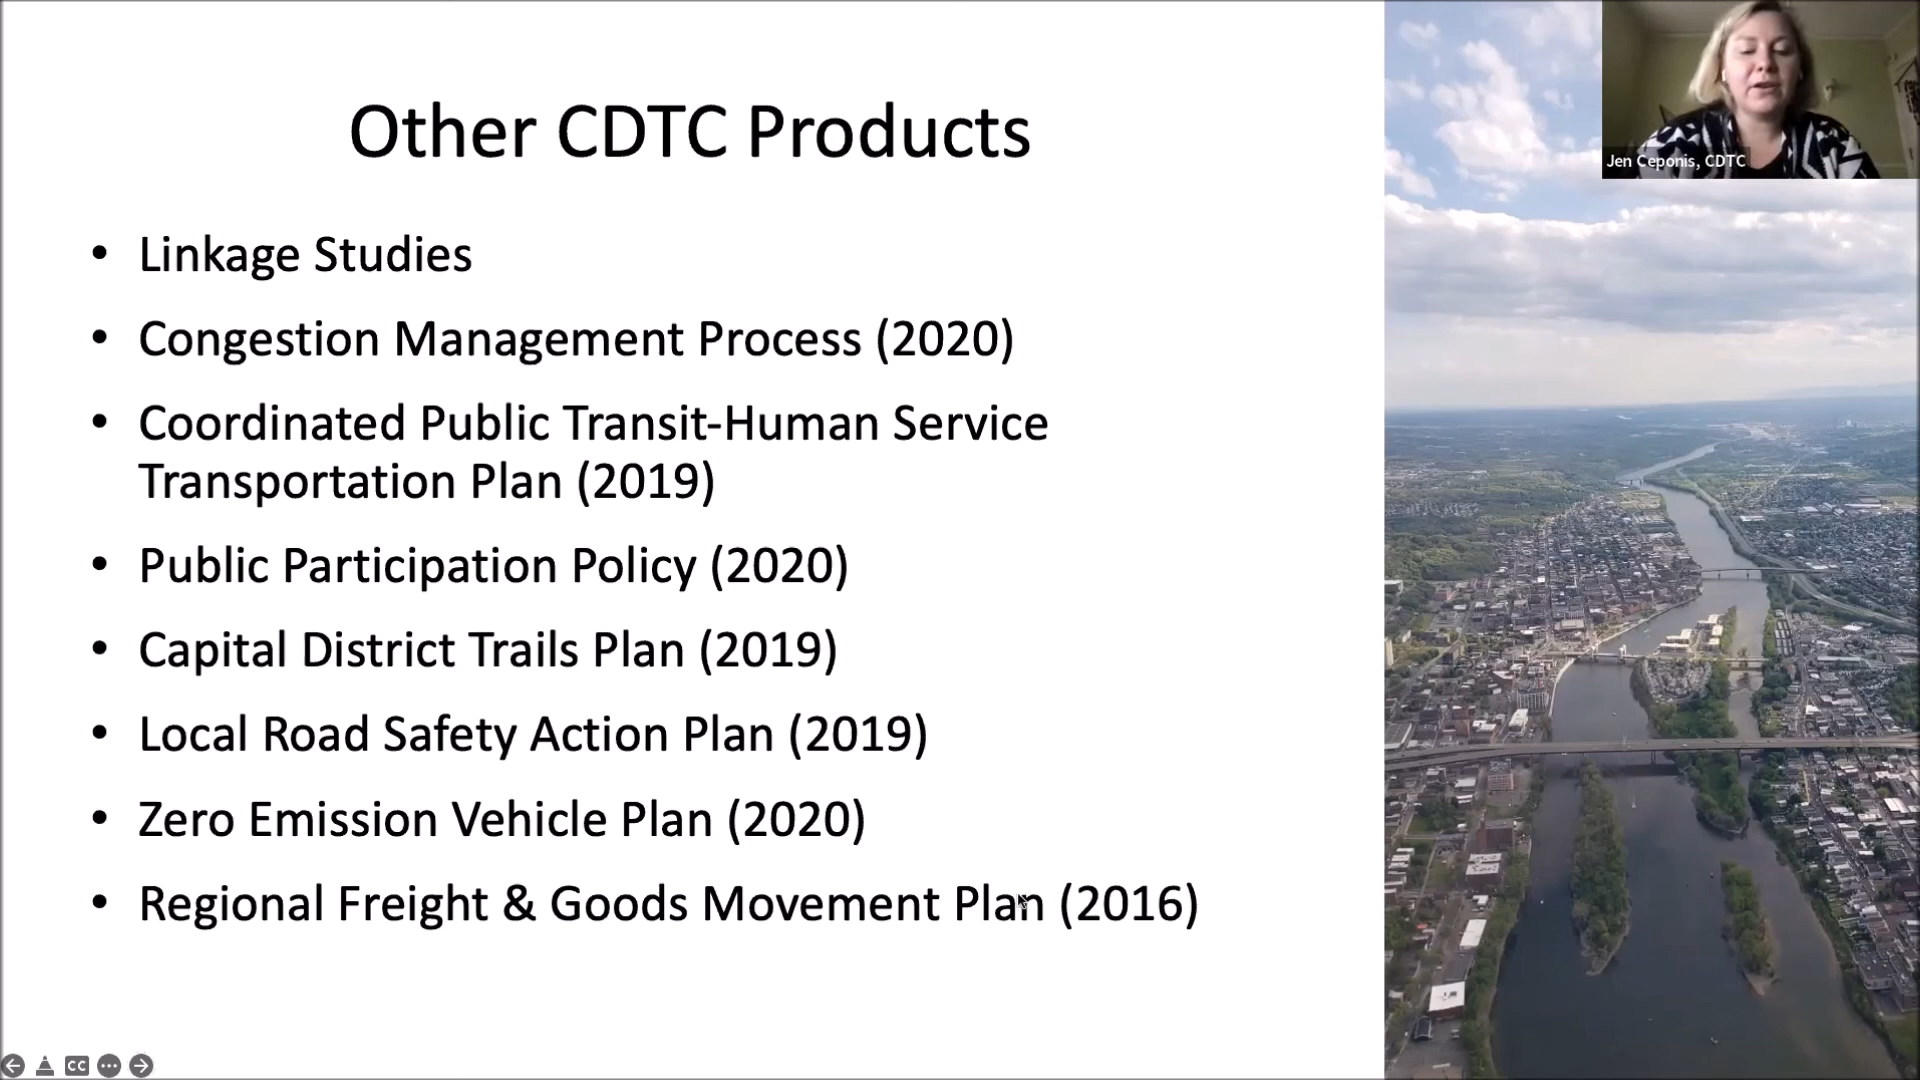 Other CDTC Products
• Linkage Studies
• Congestion Management Process (2020)
• Coordinated Public Transit-Human Service
Transportation Plan (2019)
• Public Participation Policy (2020)
• Capital District Trails Plan (2019)
• Local Road Safety Action Plan (2019)
• Zero Emission Vehicle Plan (2020)
• Regional Freight & Goods Movement Plan (2016)
Jen Ceponis, CDTC
CC